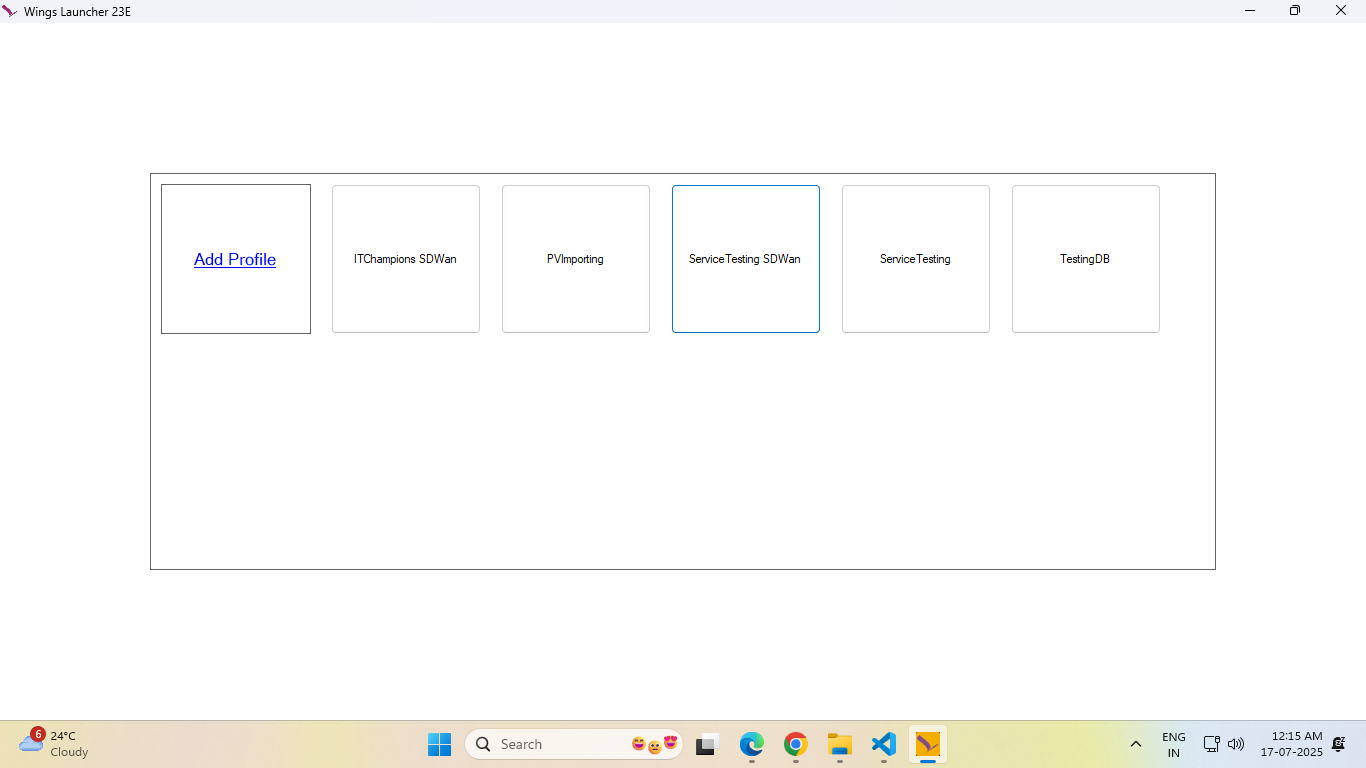 Wings Launcher 23E
Add Profile
ITChampions SDWan
PVImporting
ServiceTesting SDWan
ServiceTesting
TestingDB
6
24°C
Cloudy
Search
ENG
IN
12:15 AM
17-07-2025